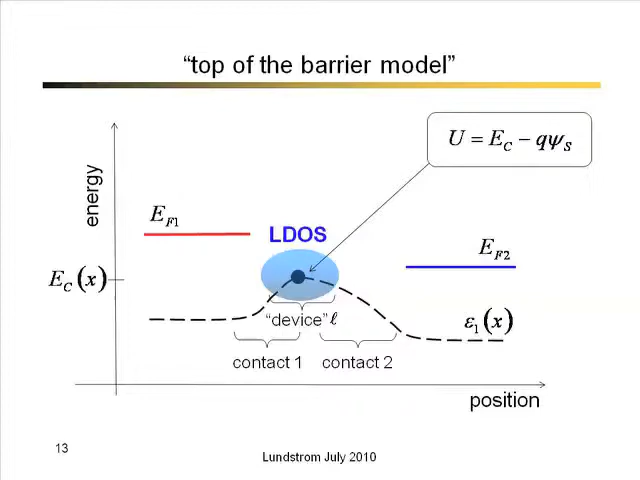 “top of the barrier model”
U = E_C − qψ_S
energy
E_F1
LDOS
E_F2
E_C(x)
“device” ℓ
ε_1(x)
contact 1
contact 2
position
13
Lundstrom July 2010